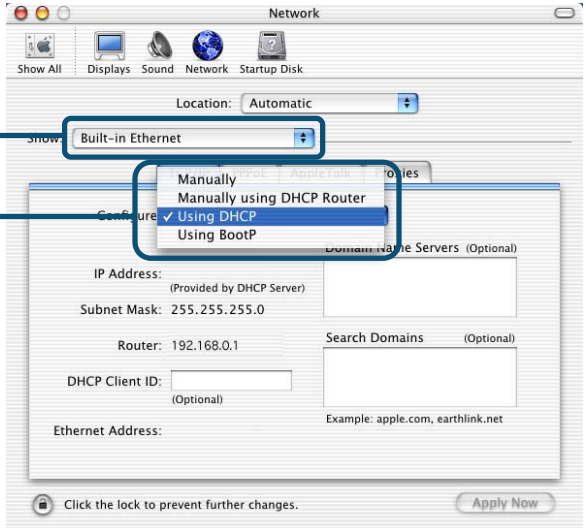 Network
Show All Displays Sound Network Startup Disk
Location: Automatic
Show: Built-in Ethernet
PPPoE AppleTalk Proxies
Manually
Manually using DHCP Router
Configure ✓ Using DHCP
Using BootP
Domain Name Servers (Optional)
IP Address:
(Provided by DHCP Server)
Subnet Mask: 255.255.255.0
Router: 192.168.0.1
Search Domains (Optional)
DHCP Client ID:
(Optional)
Example: apple.com, earthlink.net
Ethernet Address:
Click the lock to prevent further changes.
Apply Now